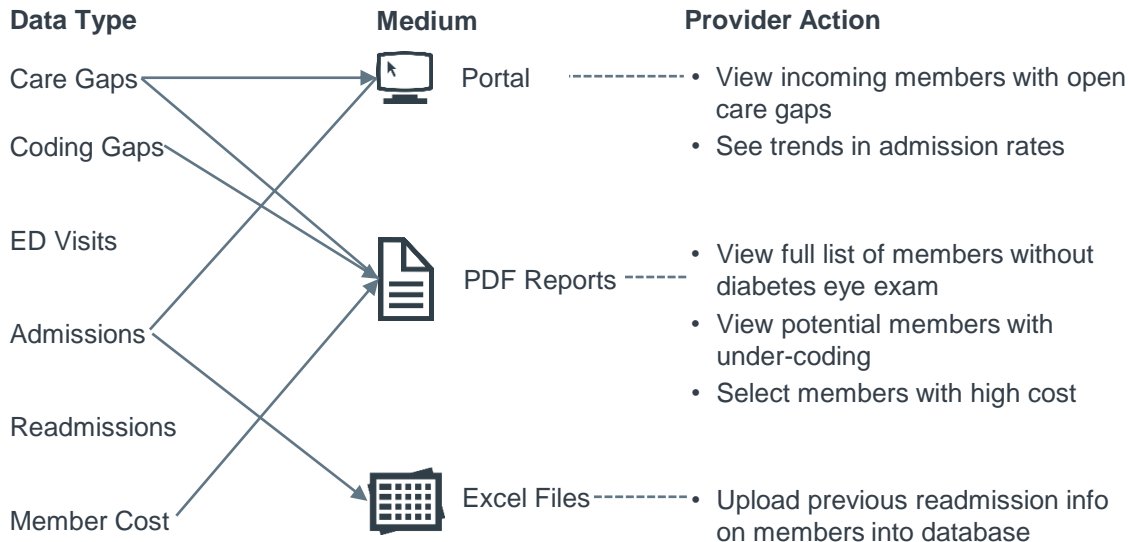 Data Type
Medium
Provider Action
Care Gaps
Portal
• View incoming members with open
care gaps
• See trends in admission rates
Coding Gaps
ED Visits
PDF Reports
• View full list of members without
diabetes eye exam
• View potential members with
under-coding
• Select members with high cost
Admissions
Readmissions
Member Cost
Excel Files
• Upload previous readmission info
on members into database